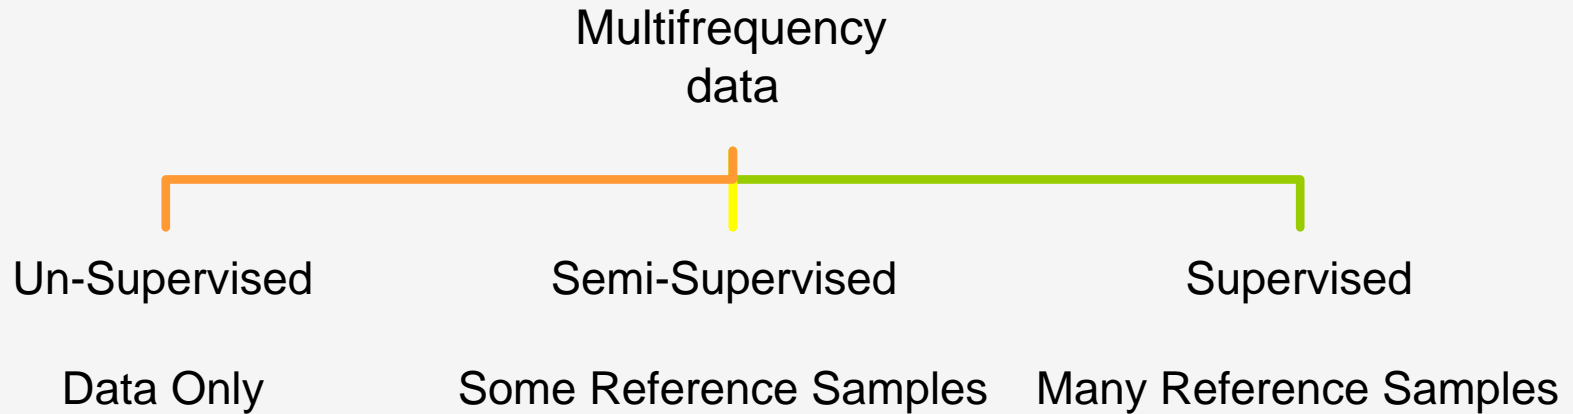 Multifrequency
data
Un-Supervised
Semi-Supervised
Supervised
Data Only
Some Reference Samples
Many Reference Samples